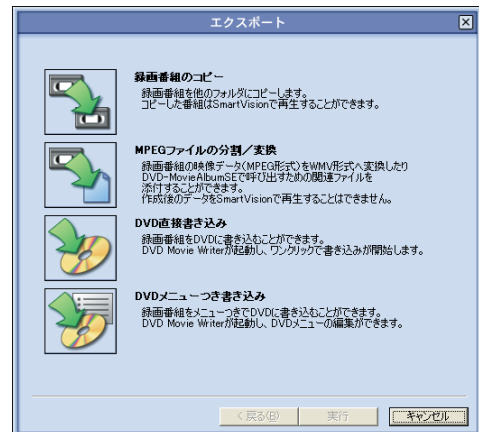 エクスポート
録画番組のコピー
録画番組を他のフォルダにコピーします。
コピーした番組はSmartVisionで再生することができます。
MPEGファイルの分割／変換
録画番組の映像データ(MPEG形式)をWMV形式へ変換したり
DVD-MovieAlbumSEで呼び出すための関連ファイルを
添付することができます。
作成後のデータをSmartVisionで再生することはできません。
DVD直接書き込み
録画番組をDVDに書き込むことができます。
DVD Movie Writerが起動し、ワンクリックで書き込みが開始します。
DVDメニューつき書き込み
録画番組をメニューつきでDVDに書き込むことができます。
DVD Movie Writerが起動し、DVDメニューの編集ができます。
< 戻る(B) 実行 キャンセル